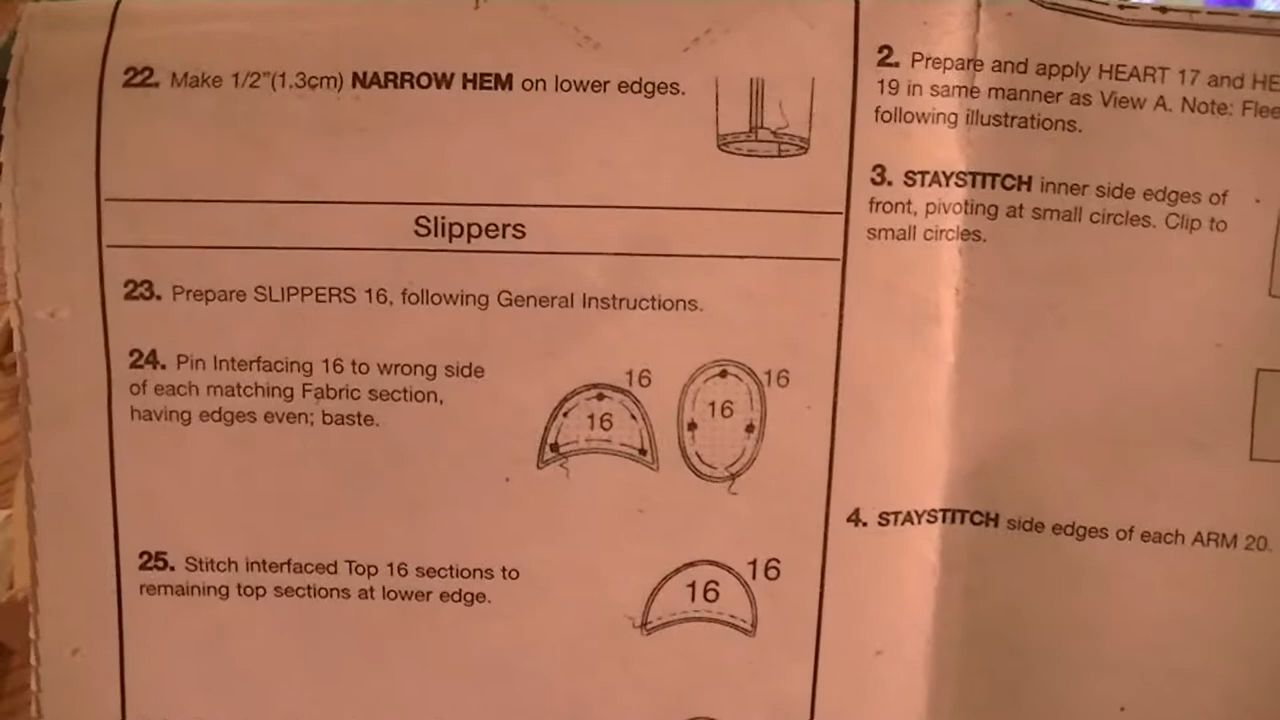 22. Make 1/2"(1.3cm) NARROW HEM on lower edges.
Slippers
23. Prepare SLIPPERS 16, following General Instructions.
24. Pin Interfacing 16 to wrong side
of each matching Fabric section,
having edges even; baste.
16
16
16
16
25. Stitch interfaced Top 16 sections to
remaining top sections at lower edge.
16
16
2. Prepare and apply HEART 17 and HE
19 in same manner as View A. Note: Flee
following illustrations.
3. STAYSTITCH inner side edges of
front, pivoting at small circles. Clip to
small circles.
4. STAYSTITCH side edges of each ARM 20.